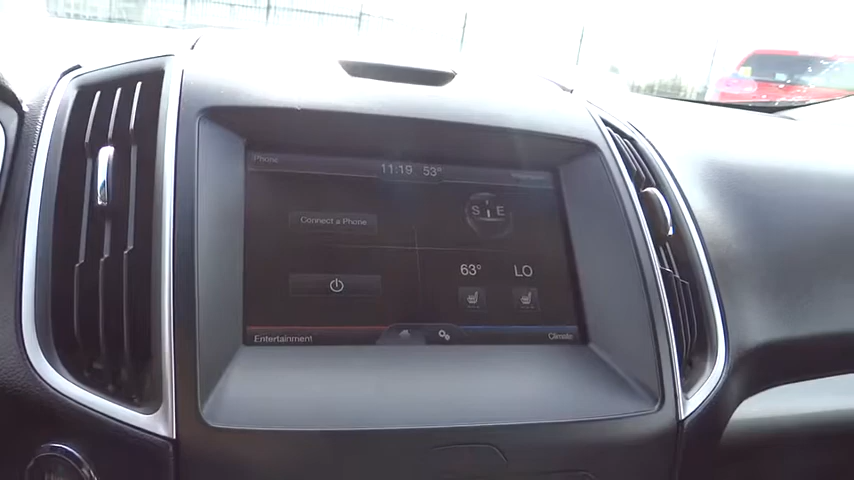 Phone
11:19 53°
Connect a Phone
S E
63° LO
Entertainment
Climate